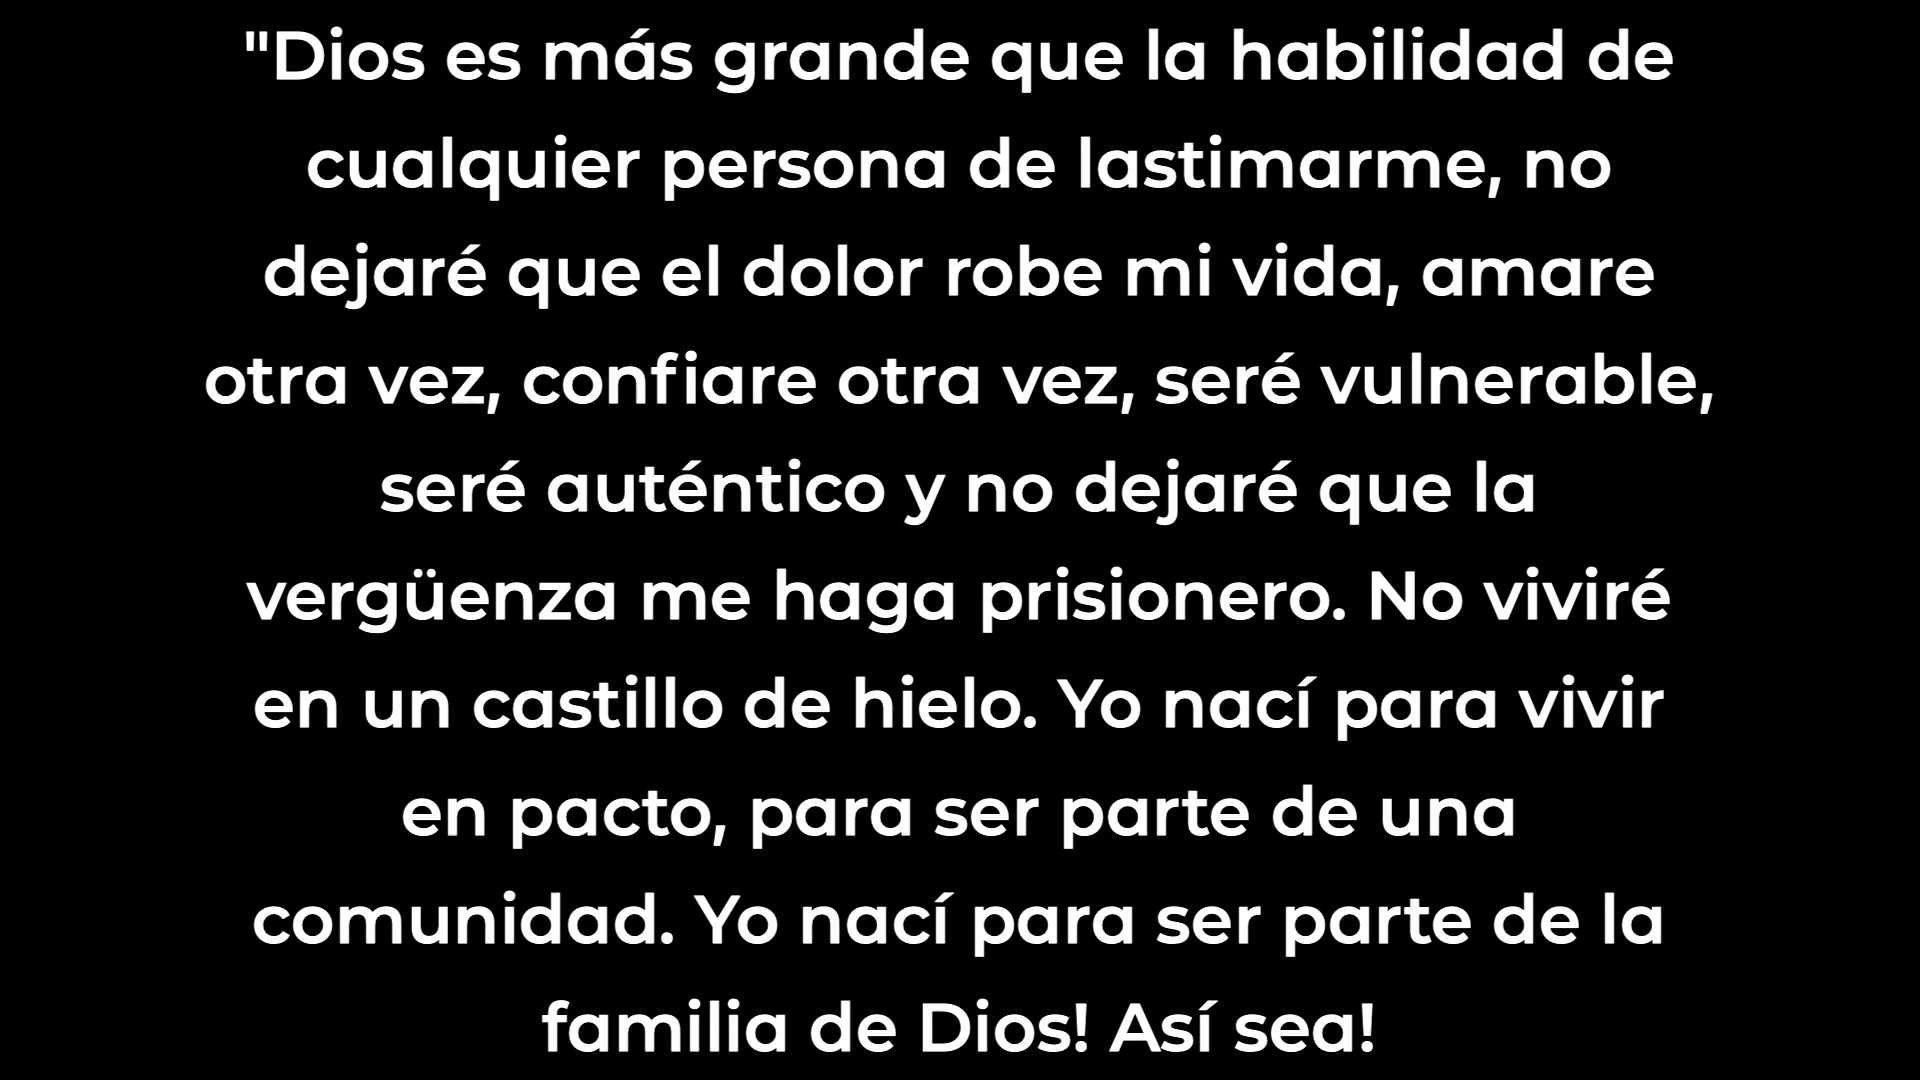 "Dios es más grande que la habilidad de
cualquier persona de lastimarme, no
dejaré que el dolor robe mi vida, amare
otra vez, confiare otra vez, seré vulnerable,
seré auténtico y no dejaré que la
vergüenza me haga prisionero. No viviré
en un castillo de hielo. Yo nací para vivir
en pacto, para ser parte de una
comunidad. Yo nací para ser parte de la
familia de Dios! Así sea!